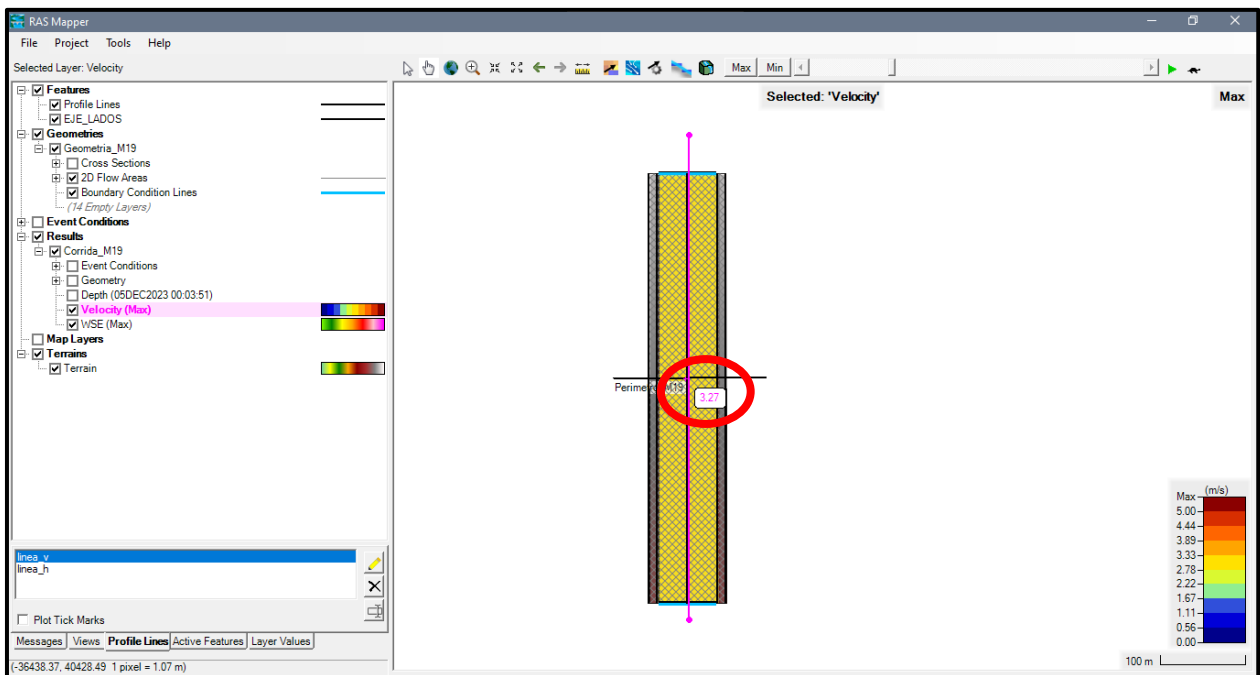 RAS Mapper
File Project Tools Help
Selected Layer: Velocity
Max Min
Features
Profile Lines
EJE_LADOS
Geometries
Geometria_M19
Cross Sections
2D Flow Areas
Boundary Condition Lines
(14 Empty Layers)
Event Conditions
Results
Corrida_M19
Event Conditions
Geometry
Depth (05DEC2023 00:03:51)
Velocity (Max)
WSE (Max)
Map Layers
Terrains
Terrain
linea_v
linea_h
Plot Tick Marks
Messages Views Profile Lines Active Features Layer Values
(-36438.37, 40428.49 1 pixel = 1.07 m)
Selected: 'Velocity'
Max
M19
3.27
(m/s)
Max
5.00
4.44
3.89
3.33
2.78
2.22
1.67
1.11
0.56
0.00
100 m